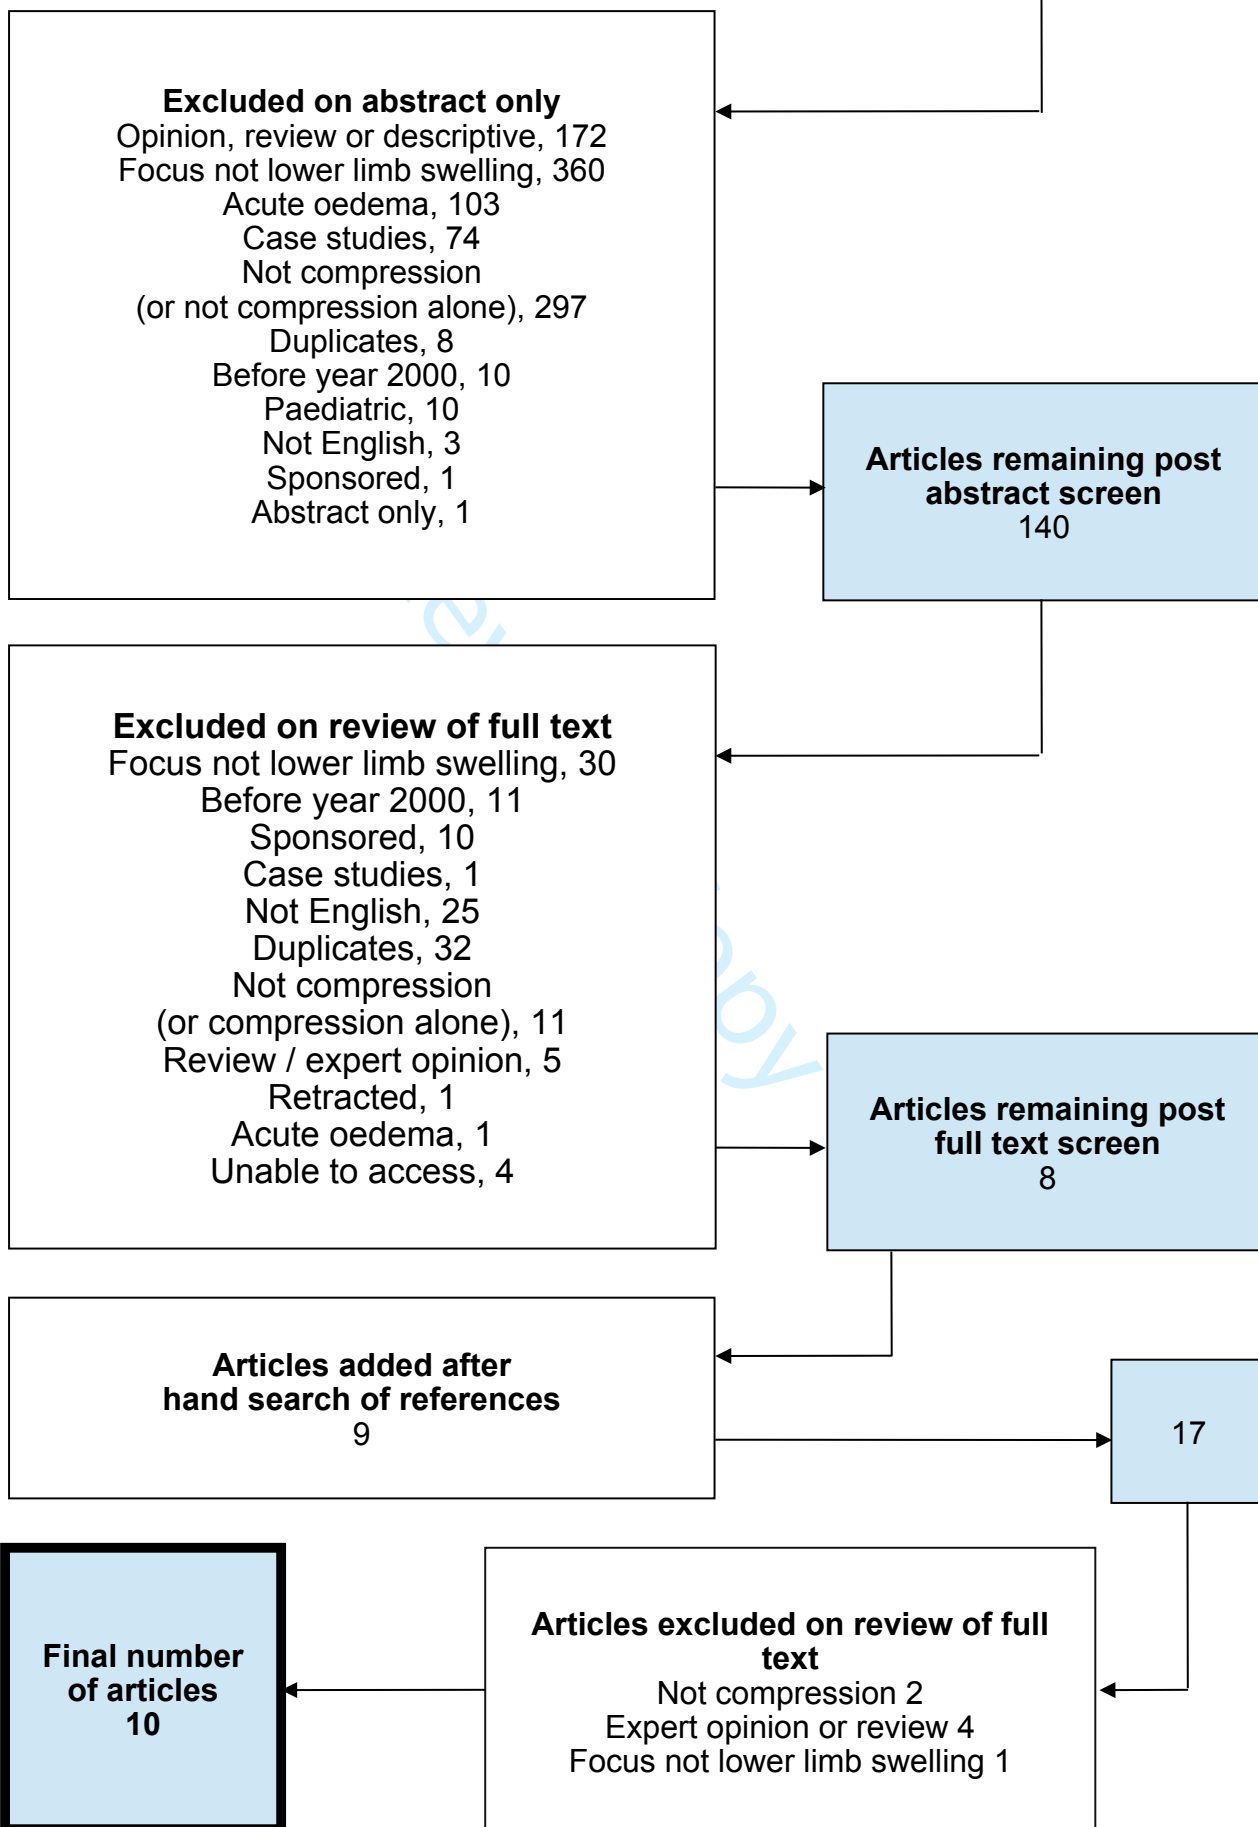 Excluded on abstract only
Opinion, review or descriptive, 172
Focus not lower limb swelling, 360
Acute oedema, 103
Case studies, 74
Not compression
(or not compression alone), 297
Duplicates, 8
Before year 2000, 10
Paediatric, 10
Not English, 3
Sponsored, 1
Abstract only, 1
Articles remaining post
abstract screen
140
Excluded on review of full text
Focus not lower limb swelling, 30
Before year 2000, 11
Sponsored, 10
Case studies, 1
Not English, 25
Duplicates, 32
Not compression
(or compression alone), 11
Review / expert opinion, 5
Retracted, 1
Acute oedema, 1
Unable to access, 4
Articles remaining post
full text screen
8
Articles added after
hand search of references
9
17
Final number
of articles
10
Articles excluded on review of full
text
Not compression 2
Expert opinion or review 4
Focus not lower limb swelling 1